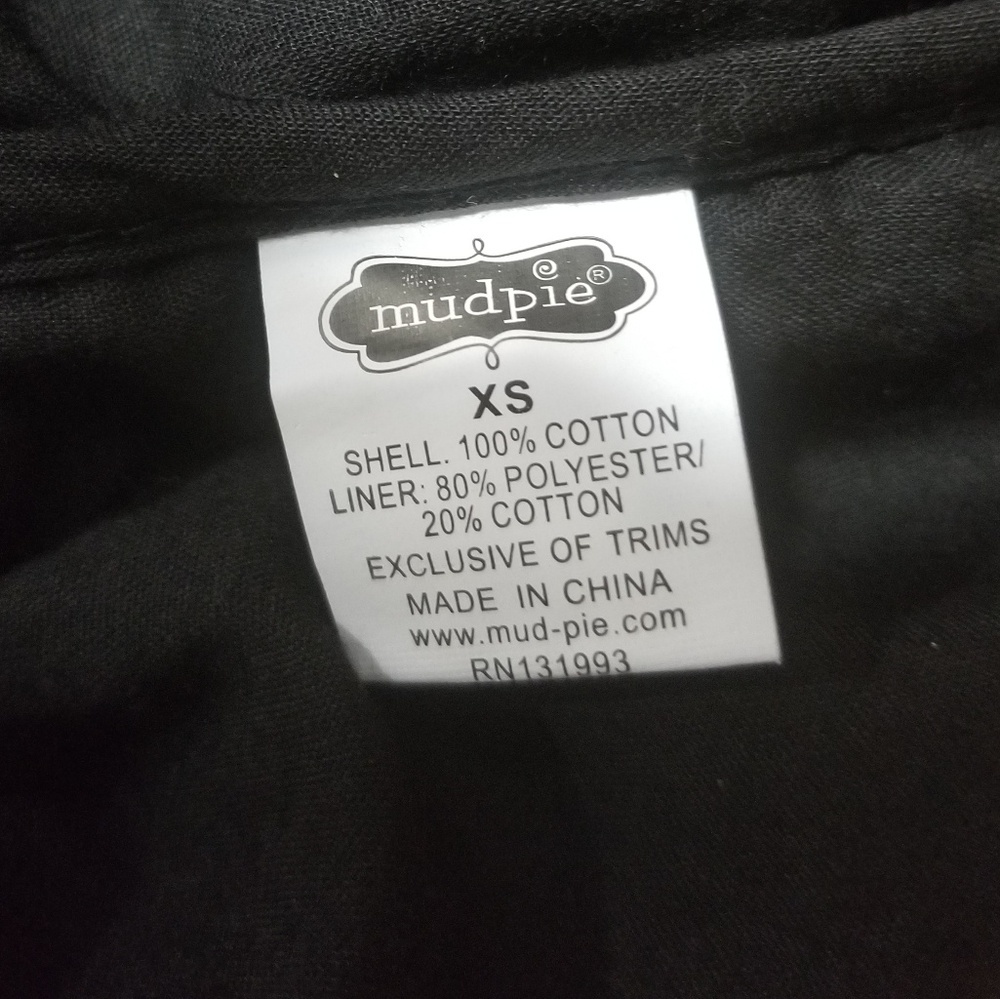 mudpie®
XS
SHELL. 100% COTTON
LINER: 80% POLYESTER/
20% COTTON
EXCLUSIVE OF TRIMS
MADE IN CHINA
www.mud-pie.com
RN131993